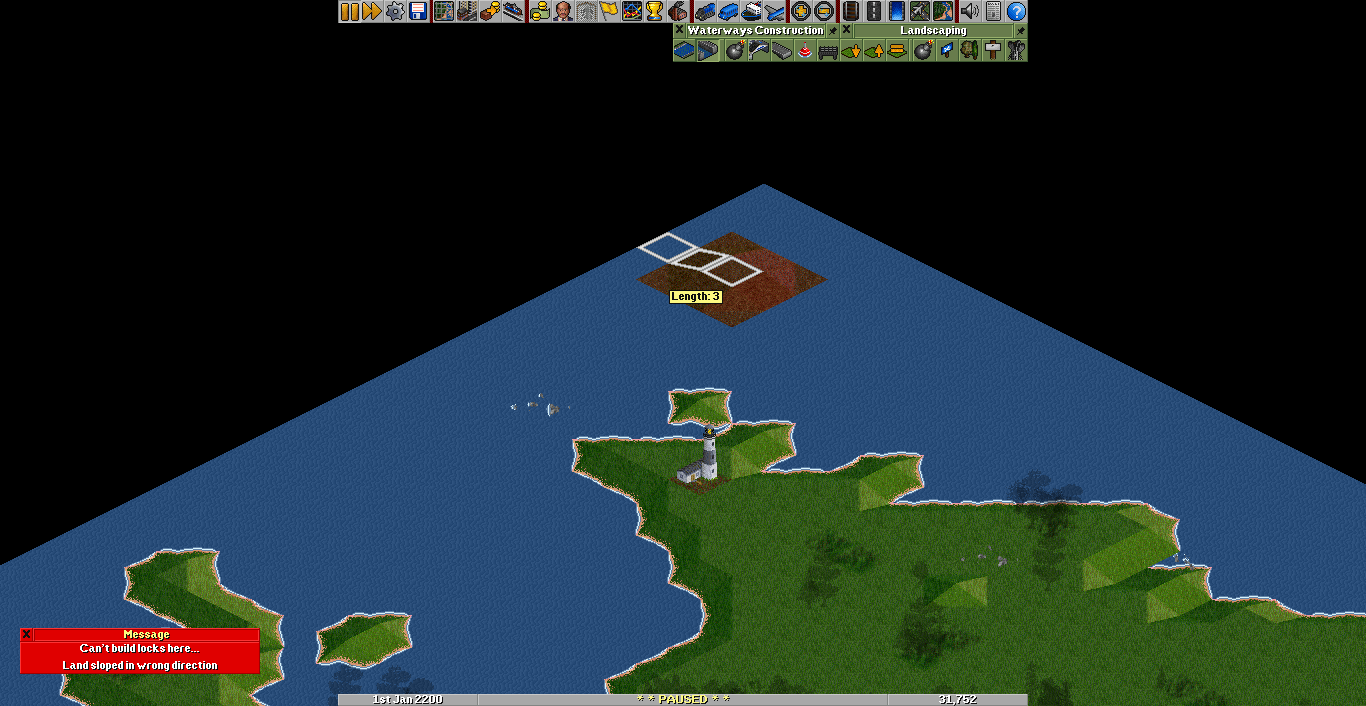 Waterways Construction
Landscaping
Length: 3
Message
Can't build locks here...
Land sloped in wrong direction
1st Jan 2200
* * PAUSED * *
31,752